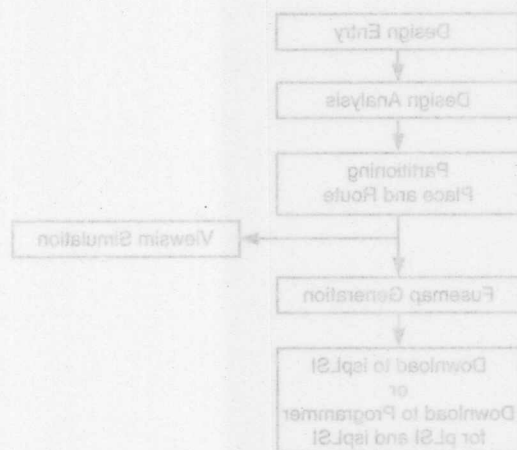 Design Entry
Design Analysis
Partitioning
Place and Route
Viewsim Simulation
Fusemap Generation
Download to ispLSI
or
Download to Programmer
for pLSI and ispLSI